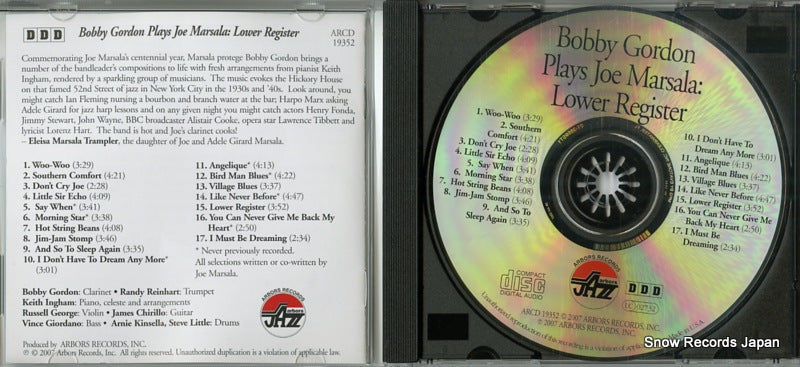 DDD
Bobby Gordon Plays Joe Marsala: Lower Register
ARCD
19352
Commemorating Joe Marsala's centennial year, Marsala protege Bobby Gordon brings a
number of the bandleader's compositions to life with fresh arrangements from pianist Keith
Ingham, rendered by a sparkling group of musicians. The music evokes the Hickory House
on that famed 52nd Street of jazz in New York City in the 1930s and '40s. Look around, you
might catch Ian Fleming nursing a bourbon and branch water at the bar; Harpo Marx asking
Adele Girard for jazz harp lessons and on any given night you might catch actors Henry Fonda,
Jimmy Stewart, John Wayne, BBC broadcaster Alistair Cooke, opera star Lawrence Tibbett and
lyricist Lorenz Hart. The band is hot and Joe's clarinet cooks!
– Eleisa Marsala Trampler, the daughter of Joe and Adele Girard Marsala.
1. Woo-Woo (3:29)
2. Southern Comfort (4:21)
3. Don't Cry Joe (2:28)
4. Little Sir Echo (4:09)
5. Say When* (3:41)
6. Morning Star* (3:38)
7. Hot String Beans (4:08)
8. Jim-Jam Stomp (3:46)
9. And So To Sleep Again (3:35)
10. I Don't Have To Dream Any More*
(3:01)
11. Angelique* (4:13)
12. Bird Man Blues* (4:22)
13. Village Blues (3:37)
14. Like Never Before* (4:47)
15. Lower Register (3:52)
16. You Can Never Give Me Back My
Heart* (2:50)
17. I Must Be Dreaming (2:34)
* Never previously recorded.
All selections written or co-written by
Joe Marsala.
Bobby Gordon: Clarinet • Randy Reinhart: Trumpet
Keith Ingham: Piano, celeste and arrangements
Russell George: Violin • James Chirillo: Guitar
Vince Giordano: Bass • Arnie Kinsella, Steve Little: Drums
ARBORS RECORDS
arbors
JAZZ
Produced by ARBORS RECORDS, INC.
℗ © 2007 Arbors Records, Inc. All rights reserved. Unauthorized duplication is a violation of applicable law.
Bobby Gordon
Plays Joe Marsala:
Lower Register
1. Woo-Woo (3:29)
2. Southern
Comfort (4:21)
3. Don't Cry Joe (2:28)
4. Little Sir Echo (4:09)
5. Say When (3:41)
6. Morning Star (3:38)
7. Hot String Beans (4:08)
8. Jim-Jam Stomp (3:46)
9. And So To
Sleep Again (3:35)
10. I Don't Have To
Dream Any More (3:01)
11. Angelique (4:13)
12. Bird Man Blues (4:22)
13. Village Blues (3:37)
14. Like Never Before (4:47)
15. Lower Register (3:52)
16. You Can Never Give Me
Back My Heart (2:50)
17. I Must Be
Dreaming (2:34)
COMPACT
disc
DIGITAL AUDIO
ARBORS RECORDS
arbors
JAZZ
DDD
ARCD 19352 © 2007 ℗ 2007 ARBORS RECORDS, INC.
Unauthorized reproduction of this recording is a violation of applicable laws. Made in U.S.A.
Snow Records Japan